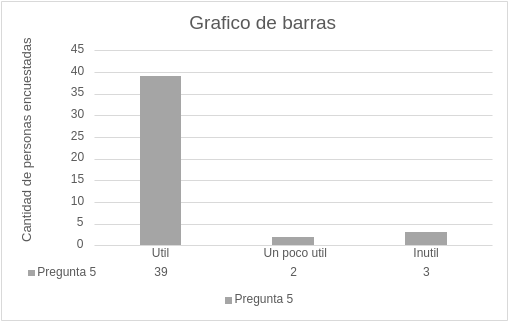 Grafico de barras
Cantidad de personas encuestadas
45
40
35
30
25
20
15
10
5
0
Util Un poco util Inutil
Pregunta 5 39 2 3
Pregunta 5